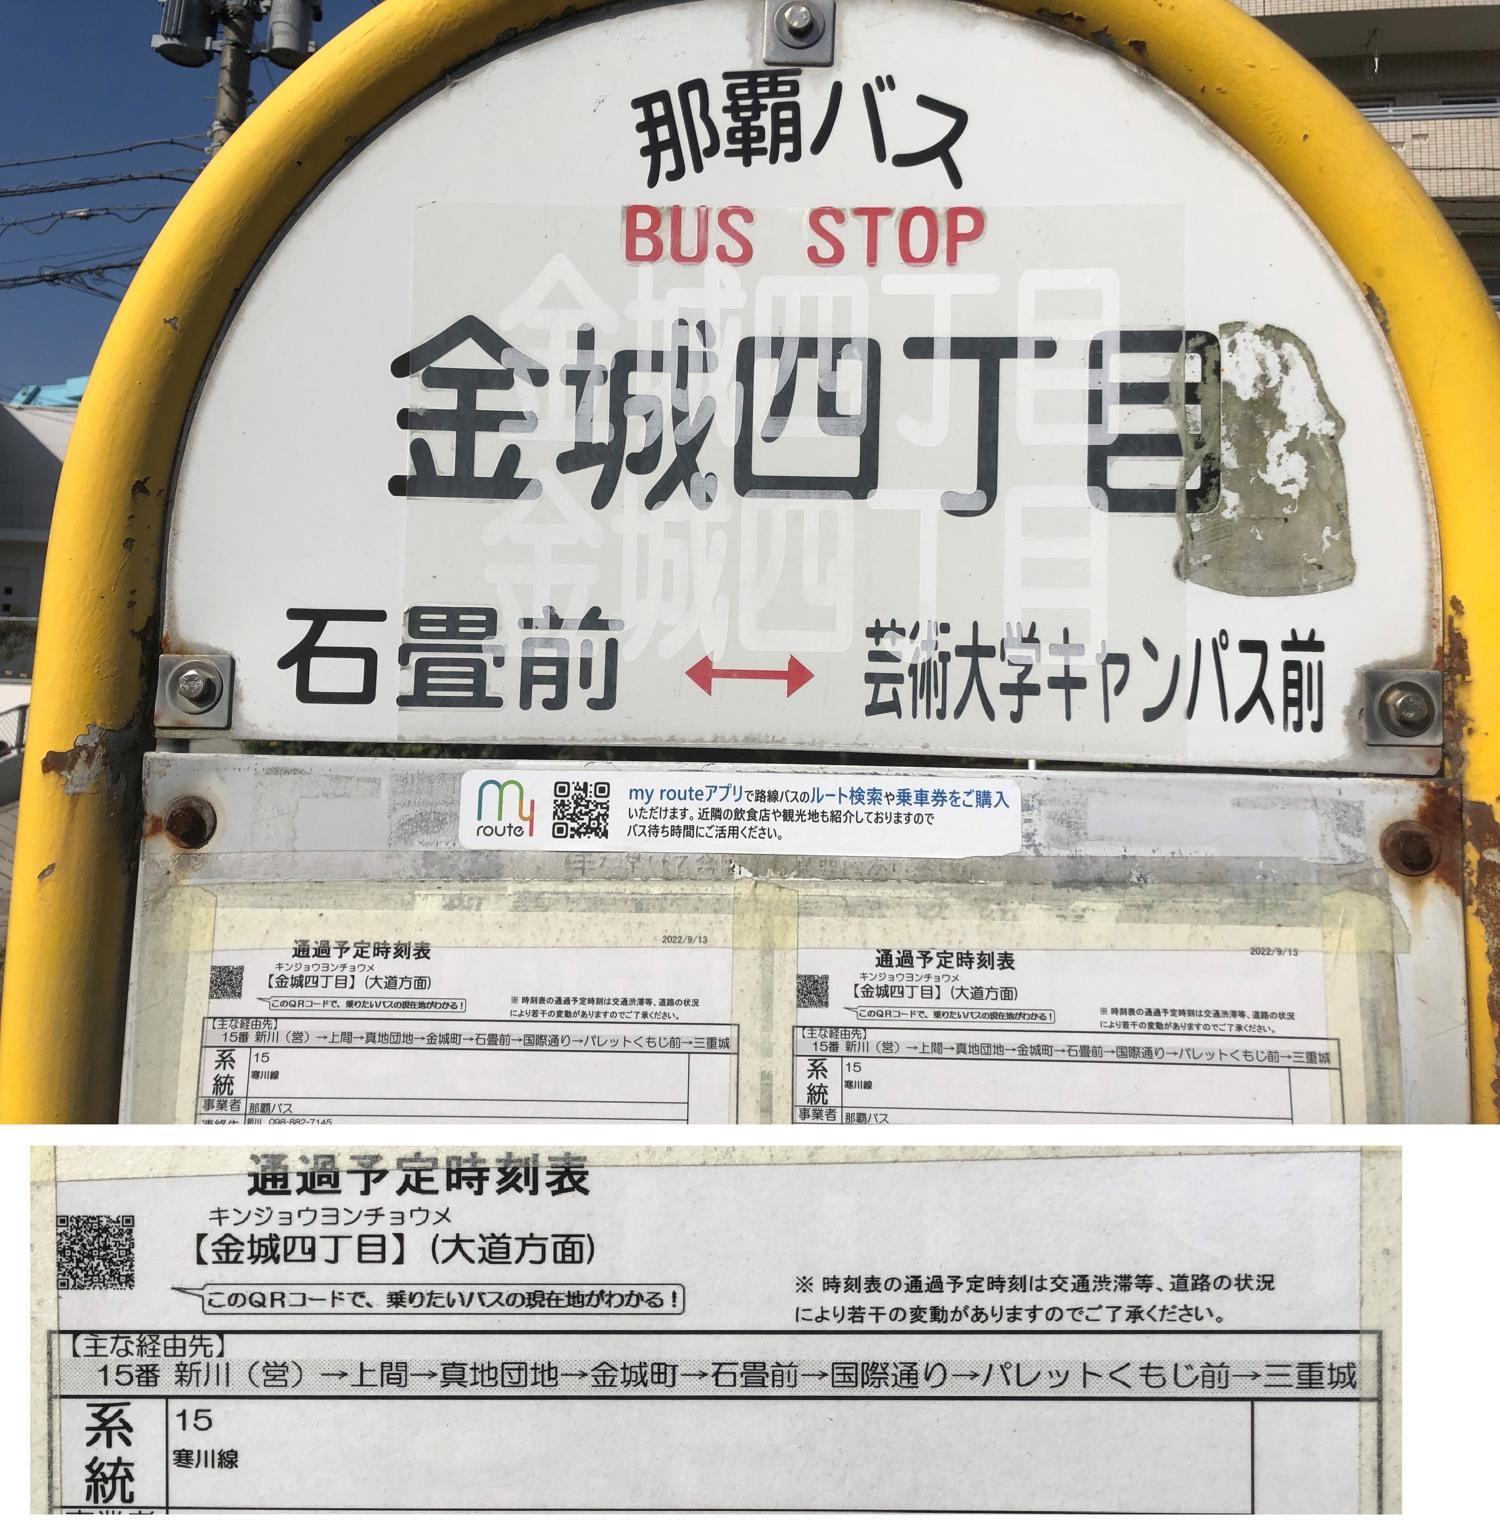 那覇バス
BUS STOP
金城四丁目
金城四丁目
金城四丁目
石畳前 ↔ 芸術大学キャンパス前
my route
my routeアプリで路線バスのルート検索や乗車券をご購入
いただけます。近隣の飲食店や観光地も紹介しておりますので
バス待ち時間にご活用ください。
2022/9/13
通過予定時刻表
キンジョウヨンチョウメ
【金城四丁目】(大道方面)
このQRコードで、乗りたいバスの現在地がわかる!
※ 時刻表の通過予定時刻は交通渋滞等、道路の状況
により若干の変動がありますのでご了承ください。
【主な経由先】
15番 新川(営)→上間→真地団地→金城町→石畳前→国際通り→パレットくもじ前→三重城
系統
15
寒川線
事業者 那覇バス
新川 098-882-7145
2022/9/13
通過予定時刻表
キンジョウヨンチョウメ
【金城四丁目】(大道方面)
このQRコードで、乗りたいバスの現在地がわかる!
※ 時刻表の通過予定時刻は交通渋滞等、道路の状況
により若干の変動がありますのでご了承ください。
【主な経由先】
15番 新川(営)→上間→真地団地→金城町→石畳前→国際通り→パレットくもじ前→三重城
系統
15
寒川線
事業者 那覇バス
通過予定時刻表
キンジョウヨンチョウメ
【金城四丁目】(大道方面)
このQRコードで、乗りたいバスの現在地がわかる!
※ 時刻表の通過予定時刻は交通渋滞等、道路の状況
により若干の変動がありますのでご了承ください。
【主な経由先】
15番 新川(営)→上間→真地団地→金城町→石畳前→国際通り→パレットくもじ前→三重城
系統
15
寒川線